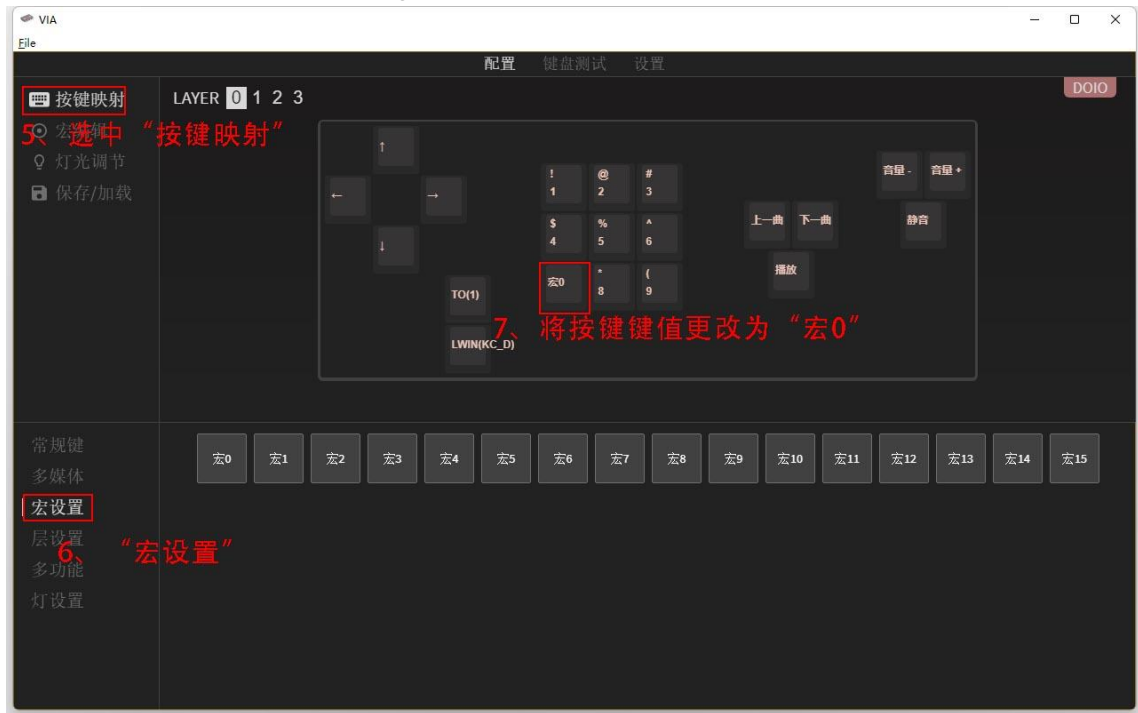 VIA
File
配置 键盘测试 设置
按键映射
LAYER 0 1 2 3
DOIO
5、选中“按键映射”
灯光调节
保存/加载
↑
← →
↓
! @ #
1 2 3
$ % ^
4 5 6
宏0 * (
8 9
音量 - 音量 +
静音
上一曲 下一曲
播放
TO(1)
LWIN(KC_D)
7、将按键键值更改为“宏0”
常规键
多媒体
宏设置
层设置
多功能
灯设置
6、“宏设置”
宏0 宏1 宏2 宏3 宏4 宏5 宏6 宏7 宏8 宏9 宏10 宏11 宏12 宏13 宏14 宏15